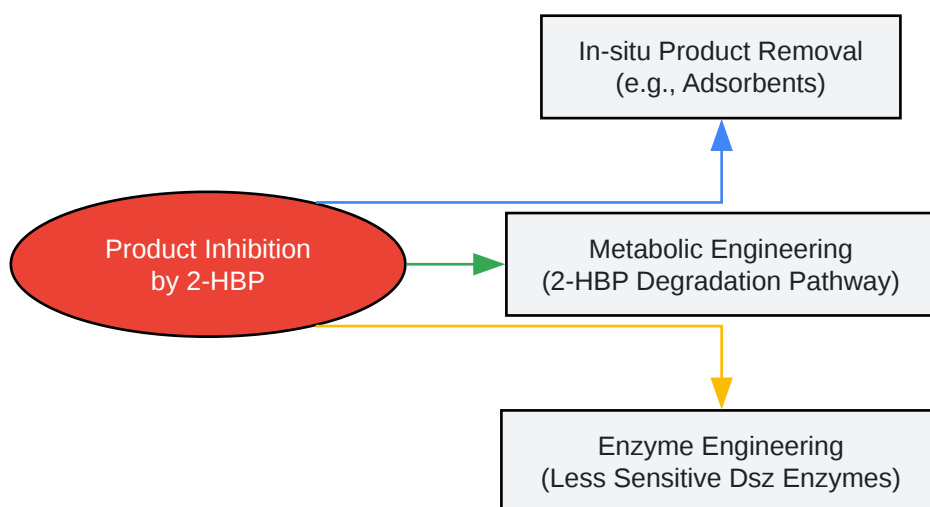 In-situ Product Removal
(e.g., Adsorbents)
Product Inhibition
by 2-HBP
Metabolic Engineering
(2-HBP Degradation Pathway)
Enzyme Engineering
(Less Sensitive Dsz Enzymes)